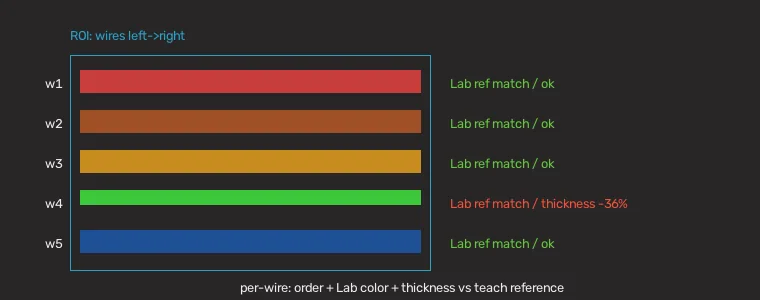 ROI: wires left->right
w1 Lab ref match / ok
w2 Lab ref match / ok
w3 Lab ref match / ok
w4 Lab ref match / thickness -36%
w5 Lab ref match / ok
per-wire: order + Lab color + thickness vs teach reference